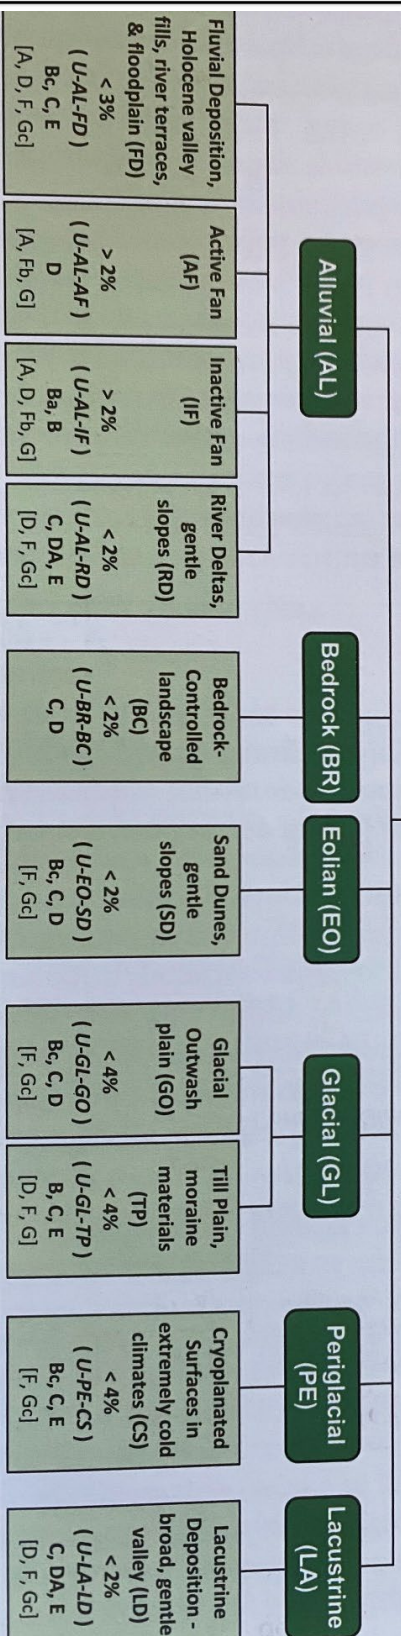 Alluvial (AL)
Fluvial Deposition,
Holocene valley
fills, river terraces,
& floodplain (FD)
< 3%
( U-AL-FD )
Bc, C, E
[A, D, F, Gc]
Active Fan
(AF)
> 2%
( U-AL-AF )
D
[A, Fb, G]
Inactive Fan
(IF)
> 2%
( U-AL-IF )
Ba, B
[A, D, Fb, G]
River Deltas,
gentle
slopes (RD)
< 2%
( U-AL-RD )
C, DA, E
[D, F, Gc]
Bedrock (BR)
Bedrock-
Controlled
landscape
(BC)
< 2%
( U-BR-BC )
C, D
Eolian (EO)
Sand Dunes,
gentle
slopes (SD)
< 2%
( U-EO-SD )
Bc, C, D
[F, Gc]
Glacial (GL)
Glacial
Outwash
plain (GO)
< 4%
( U-GL-GO )
Bc, C, D
[F, Gc]
Till Plain,
moraine
materials
(TP)
< 4%
( U-GL-TP )
B, C, E
[D, F, G]
Periglacial
(PE)
Cryoplanated
Surfaces in
extremely cold
climates (CS)
< 4%
( U-PE-CS )
Bc, C, E
[F, Gc]
Lacustrine
(LA)
Lacustrine
Deposition -
broad, gentle
valley (LD)
< 2%
( U-LA-LD )
C, DA, E
[D, F, Gc]